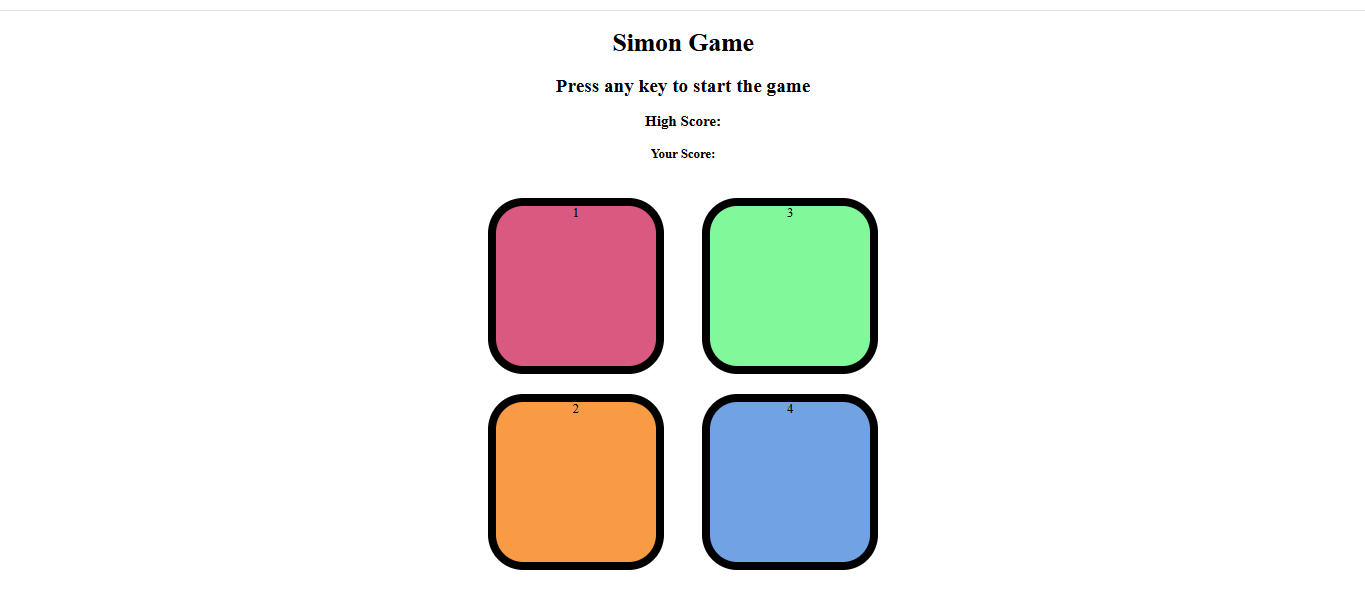 Simon Game
Press any key to start the game
High Score:
Your Score:
1
3
2
4